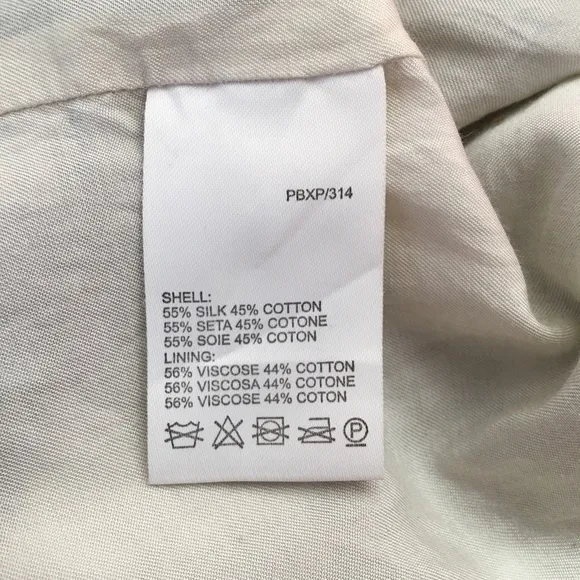 PBXP/314
SHELL:
55% SILK 45% COTTON
55% SETA 45% COTONE
55% SOIE 45% COTON
LINING:
56% VISCOSE 44% COTTON
56% VISCOSA 44% COTONE
56% VISCOSE 44% COTON
P